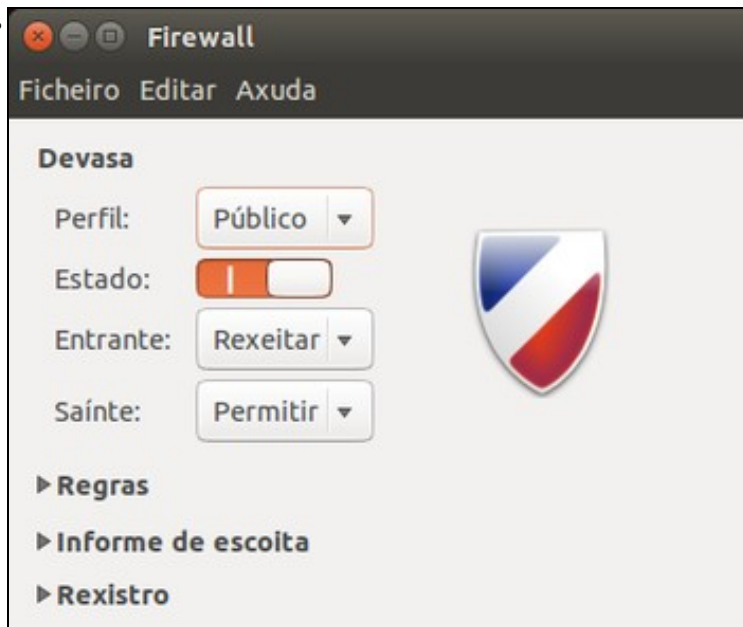 Firewall
Ficheiro Editar Axuda
Devasa
Perfil: Público
Estado:
Entrante: Rexeitar
Saínte: Permitir
Regras
Informe de escoita
Rexistro